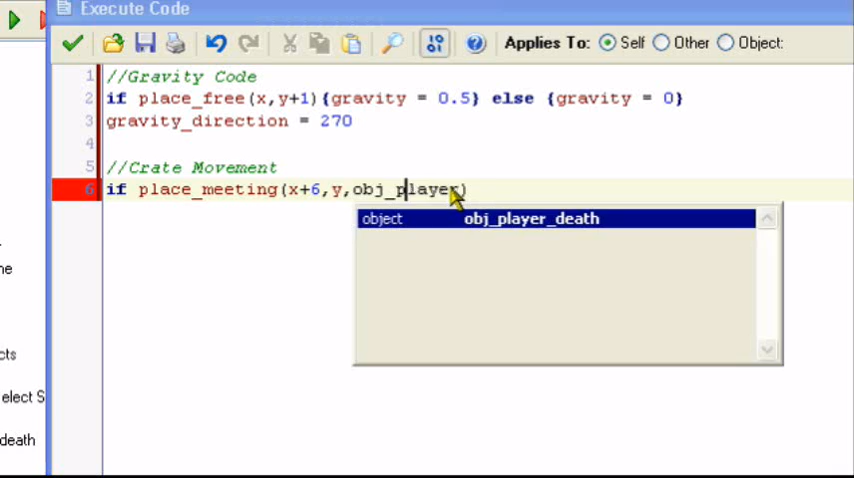 Execute Code
Applies To: Self Other Object:
1 //Gravity Code
2 if place_free(x,y+1){gravity = 0.5} else {gravity = 0}
3 gravity_direction = 270
4
5 //Crate Movement
6 if place_meeting(x+6,y,obj_player)
object obj_player_death
ne
cts
elect S
death